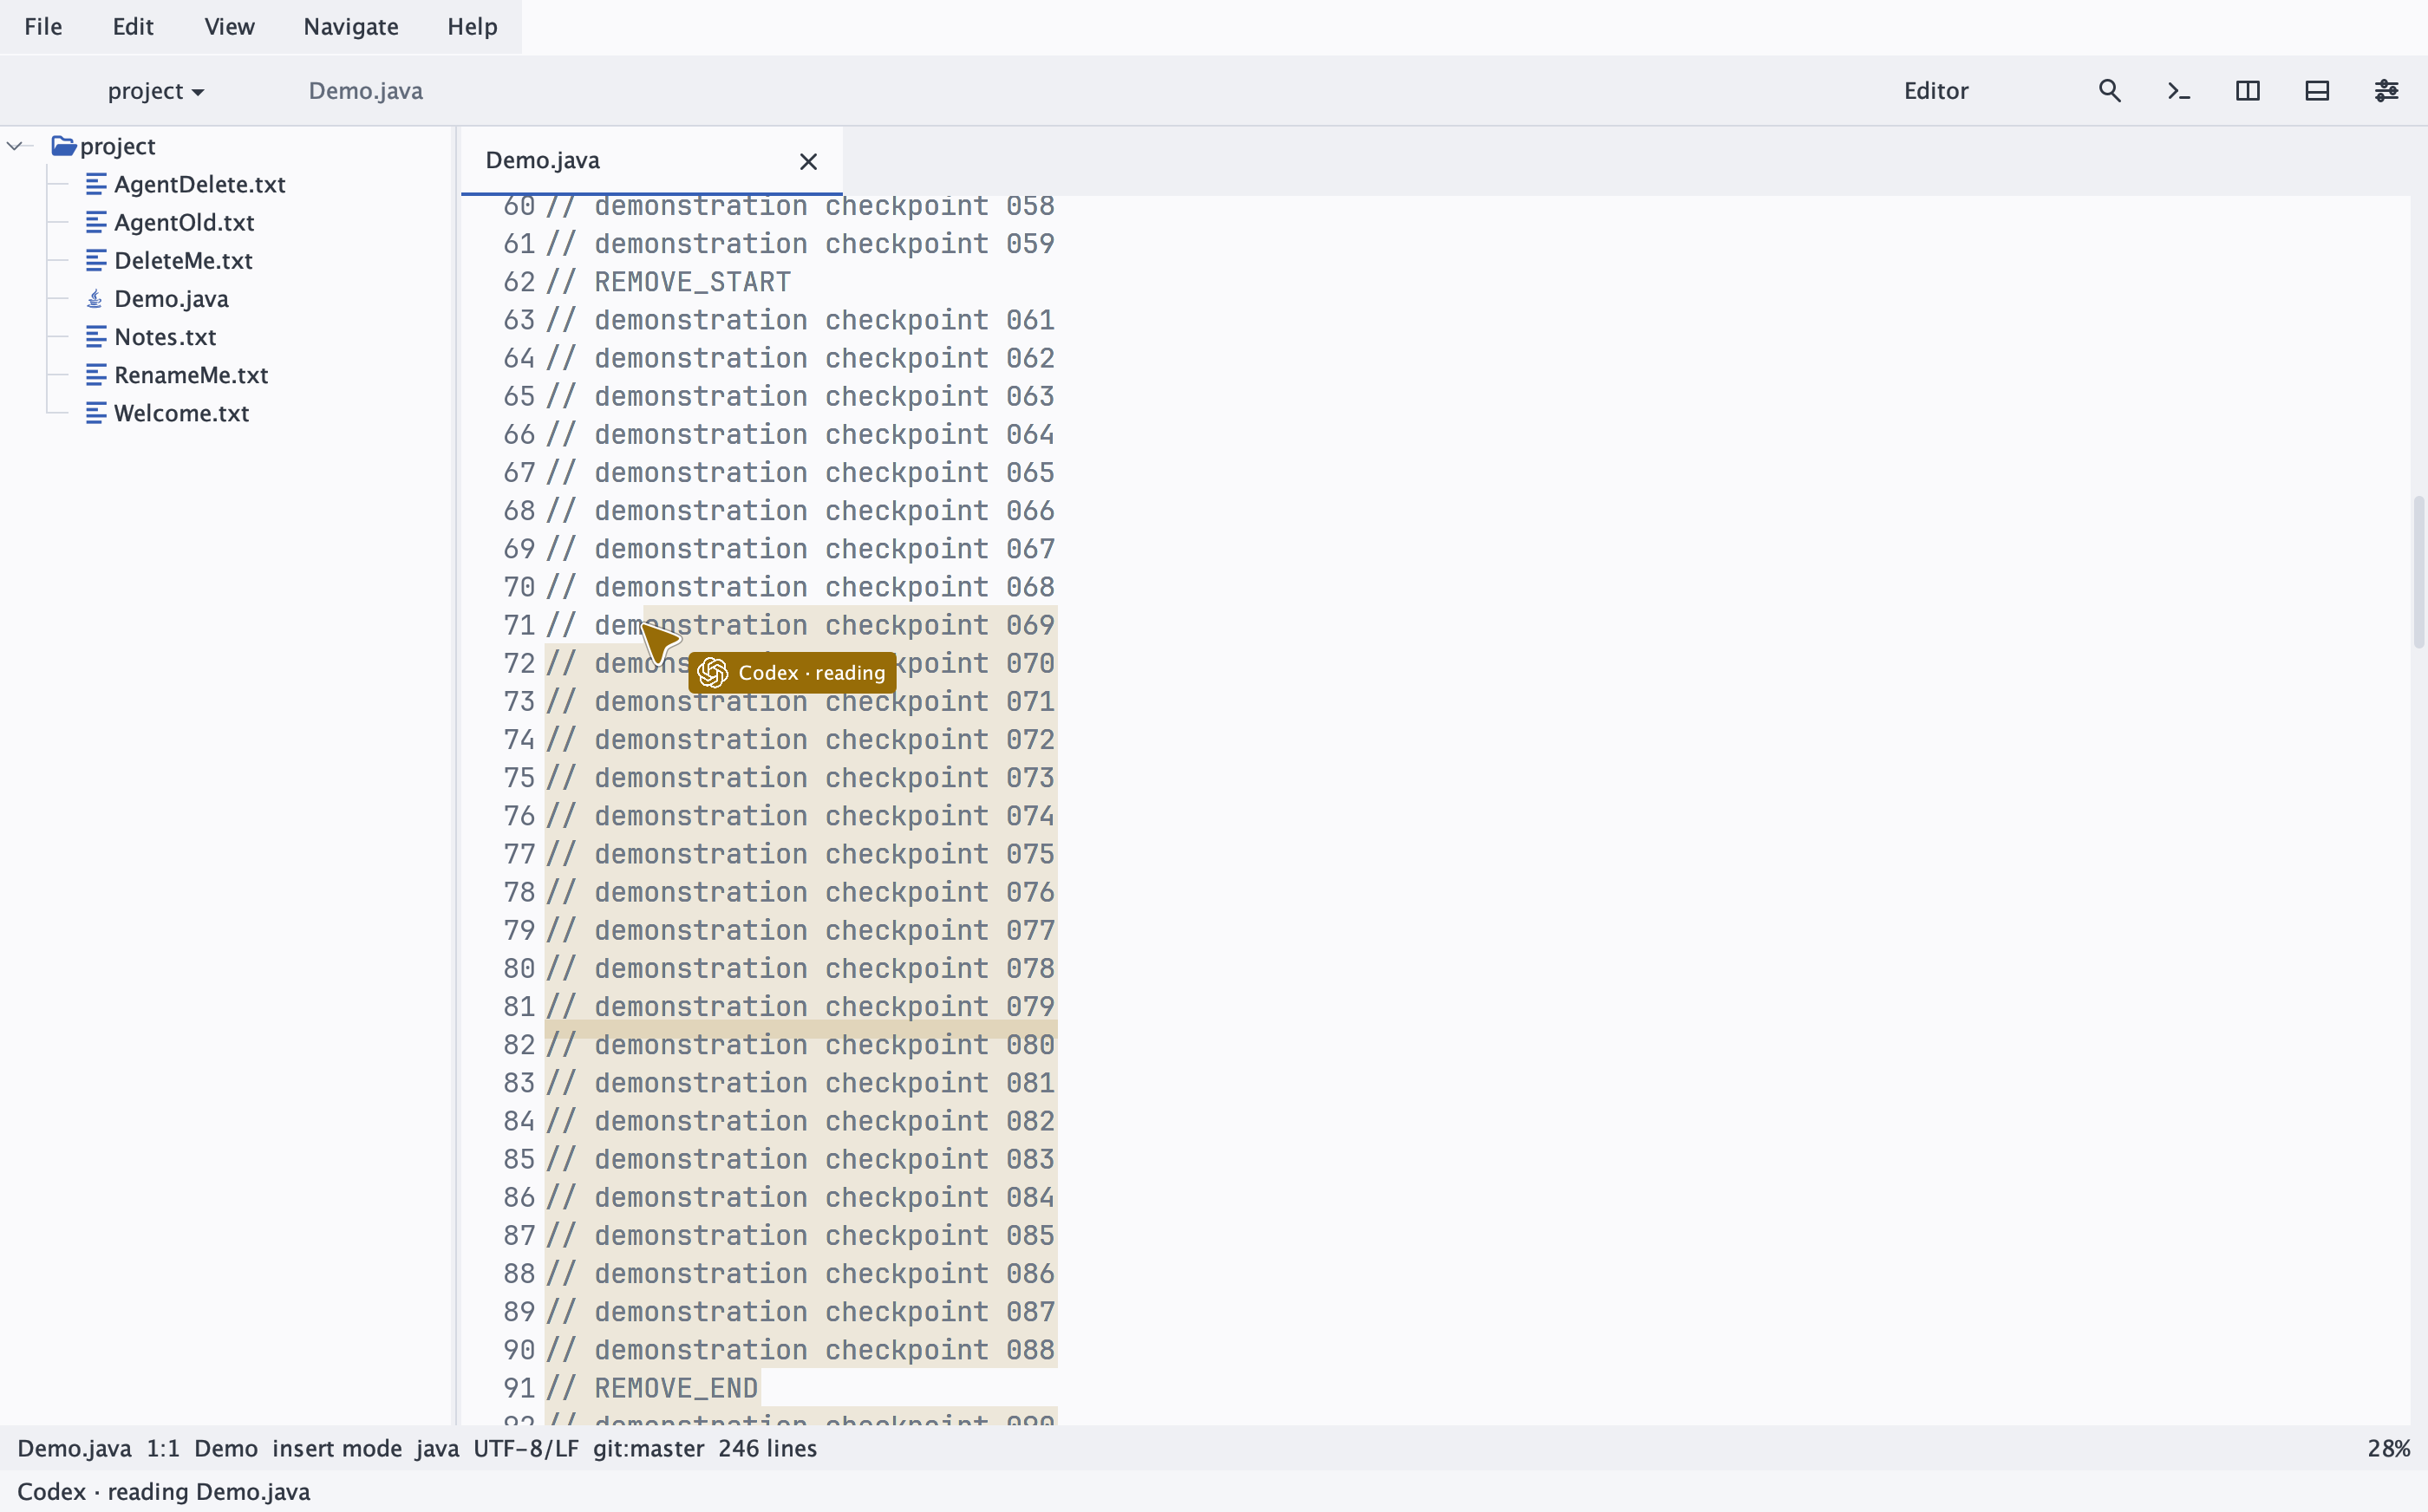 File Edit View Navigate Help
project Demo.java Editor
project
AgentDelete.txt
AgentOld.txt
DeleteMe.txt
Demo.java
Notes.txt
RenameMe.txt
Welcome.txt
Demo.java
60 // demonstration checkpoint 058
61 // demonstration checkpoint 059
62 // REMOVE_START
63 // demonstration checkpoint 061
64 // demonstration checkpoint 062
65 // demonstration checkpoint 063
66 // demonstration checkpoint 064
67 // demonstration checkpoint 065
68 // demonstration checkpoint 066
69 // demonstration checkpoint 067
70 // demonstration checkpoint 068
71 // demonstration checkpoint 069
72 // demons kpoint 070
Codex · reading
73 // demonstration checkpoint 071
74 // demonstration checkpoint 072
75 // demonstration checkpoint 073
76 // demonstration checkpoint 074
77 // demonstration checkpoint 075
78 // demonstration checkpoint 076
79 // demonstration checkpoint 077
80 // demonstration checkpoint 078
81 // demonstration checkpoint 079
82 // demonstration checkpoint 080
83 // demonstration checkpoint 081
84 // demonstration checkpoint 082
85 // demonstration checkpoint 083
86 // demonstration checkpoint 084
87 // demonstration checkpoint 085
88 // demonstration checkpoint 086
89 // demonstration checkpoint 087
90 // demonstration checkpoint 088
91 // REMOVE_END
92 // demonstration checkpoint 090
Demo.java 1:1 Demo insert mode java UTF-8/LF git:master 246 lines 28%
Codex · reading Demo.java